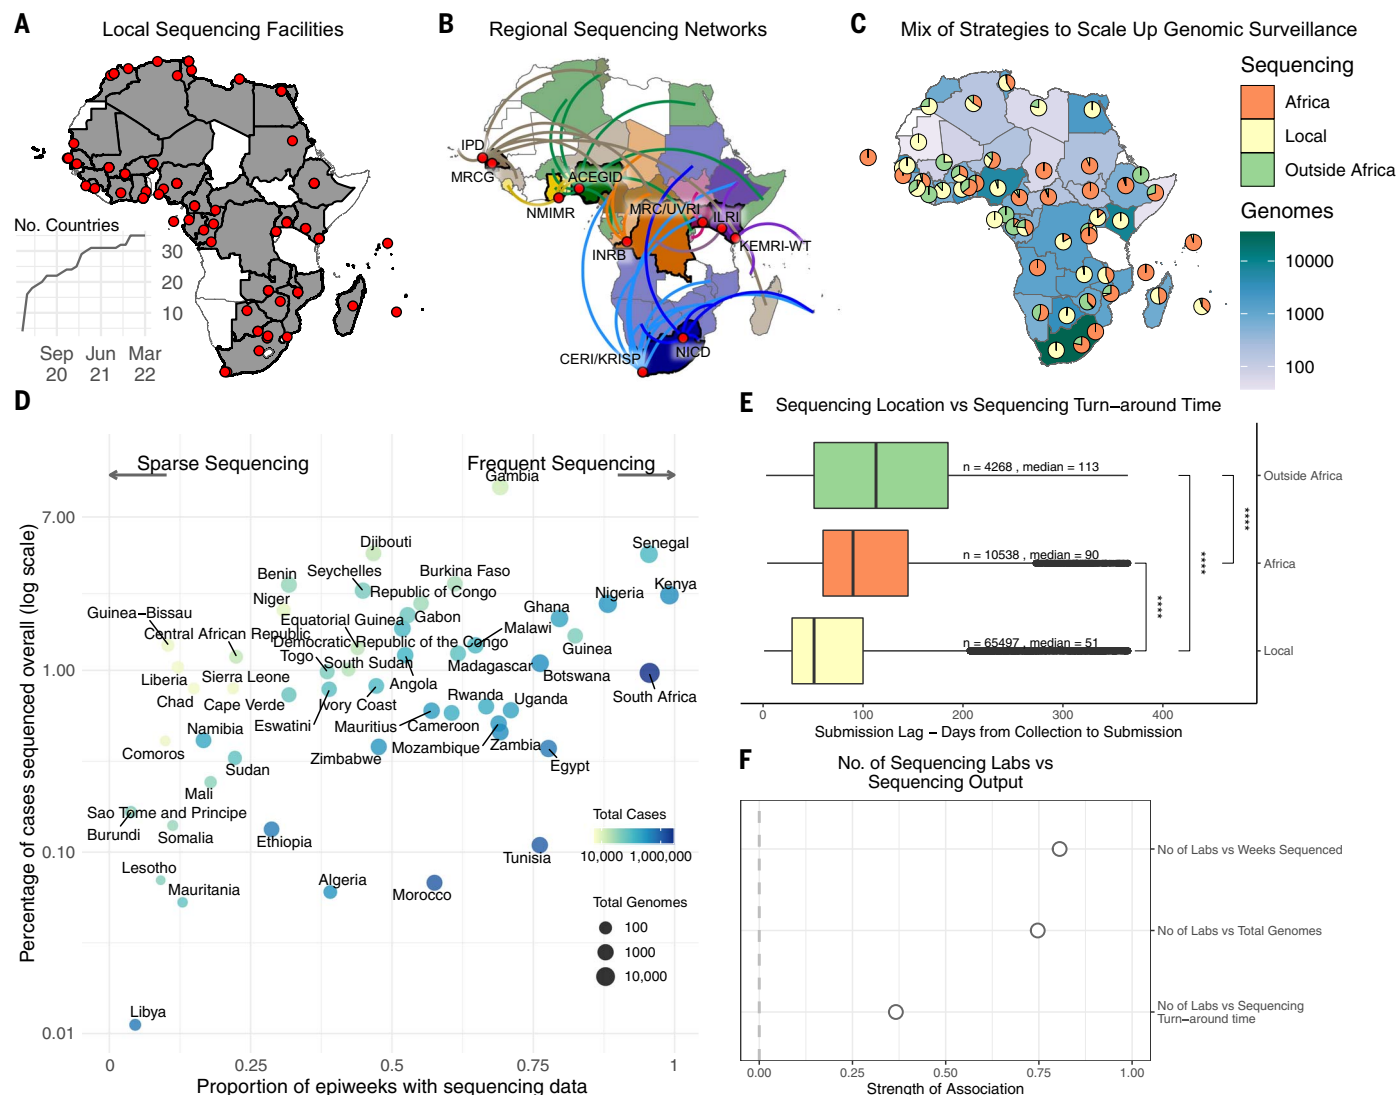 A
Local Sequencing Facilities
No. Countries
30
20
10
Sep
20
Jun
21
Mar
22
B
Regional Sequencing Networks
IPD
MRCG
ACEGID
NMIMR
MRC/UVRI
ILRI
INRB
KEMRI-WT
CERI/KRISP
NICD
C
Mix of Strategies to Scale Up Genomic Surveillance
Sequencing
Africa
Local
Outside Africa
Genomes
10000
1000
100
D
Sparse Sequencing
Frequent Sequencing
Gambia
Djibouti
Senegal
Benin
Seychelles
Burkina Faso
Niger
Republic of Congo
Nigeria
Kenya
Guinea−Bissau
Equatorial Guinea
Gabon
Ghana
Central African Republic
Democratic Republic of the Congo
Malawi
Guinea
Togo
South Sudan
Madagascar
Liberia
Sierra Leone
Angola
Botswana
Chad
Cape Verde
Ivory Coast
Rwanda
Uganda
South Africa
Namibia
Eswatini
Mauritius
Cameroon
Comoros
Zimbabwe
Mozambique
Zambia
Sudan
Egypt
Mali
Sao Tome and Principe
Burundi
Somalia
Ethiopia
Tunisia
Lesotho
Mauritania
Algeria
Morocco
Libya
Total Cases
10,000
1,000,000
Total Genomes
100
1000
10,000
7.00
1.00
0.10
0.01
Percentage of cases sequenced overall (log scale)
0
0.25
0.5
0.75
1
Proportion of epiweeks with sequencing data
E
Sequencing Location vs Sequencing Turn−around Time
n = 4268 , median = 113
Outside Africa
n = 10538 , median = 90
Africa
n = 65497 , median = 51
Local
****
****
****
0
100
200
300
400
Submission Lag − Days from Collection to Submission
F
No. of Sequencing Labs vs
Sequencing Output
No of Labs vs Weeks Sequenced
No of Labs vs Total Genomes
No of Labs vs Sequencing
Turn−around time
0.00
0.25
0.50
0.75
1.00
Strength of Association